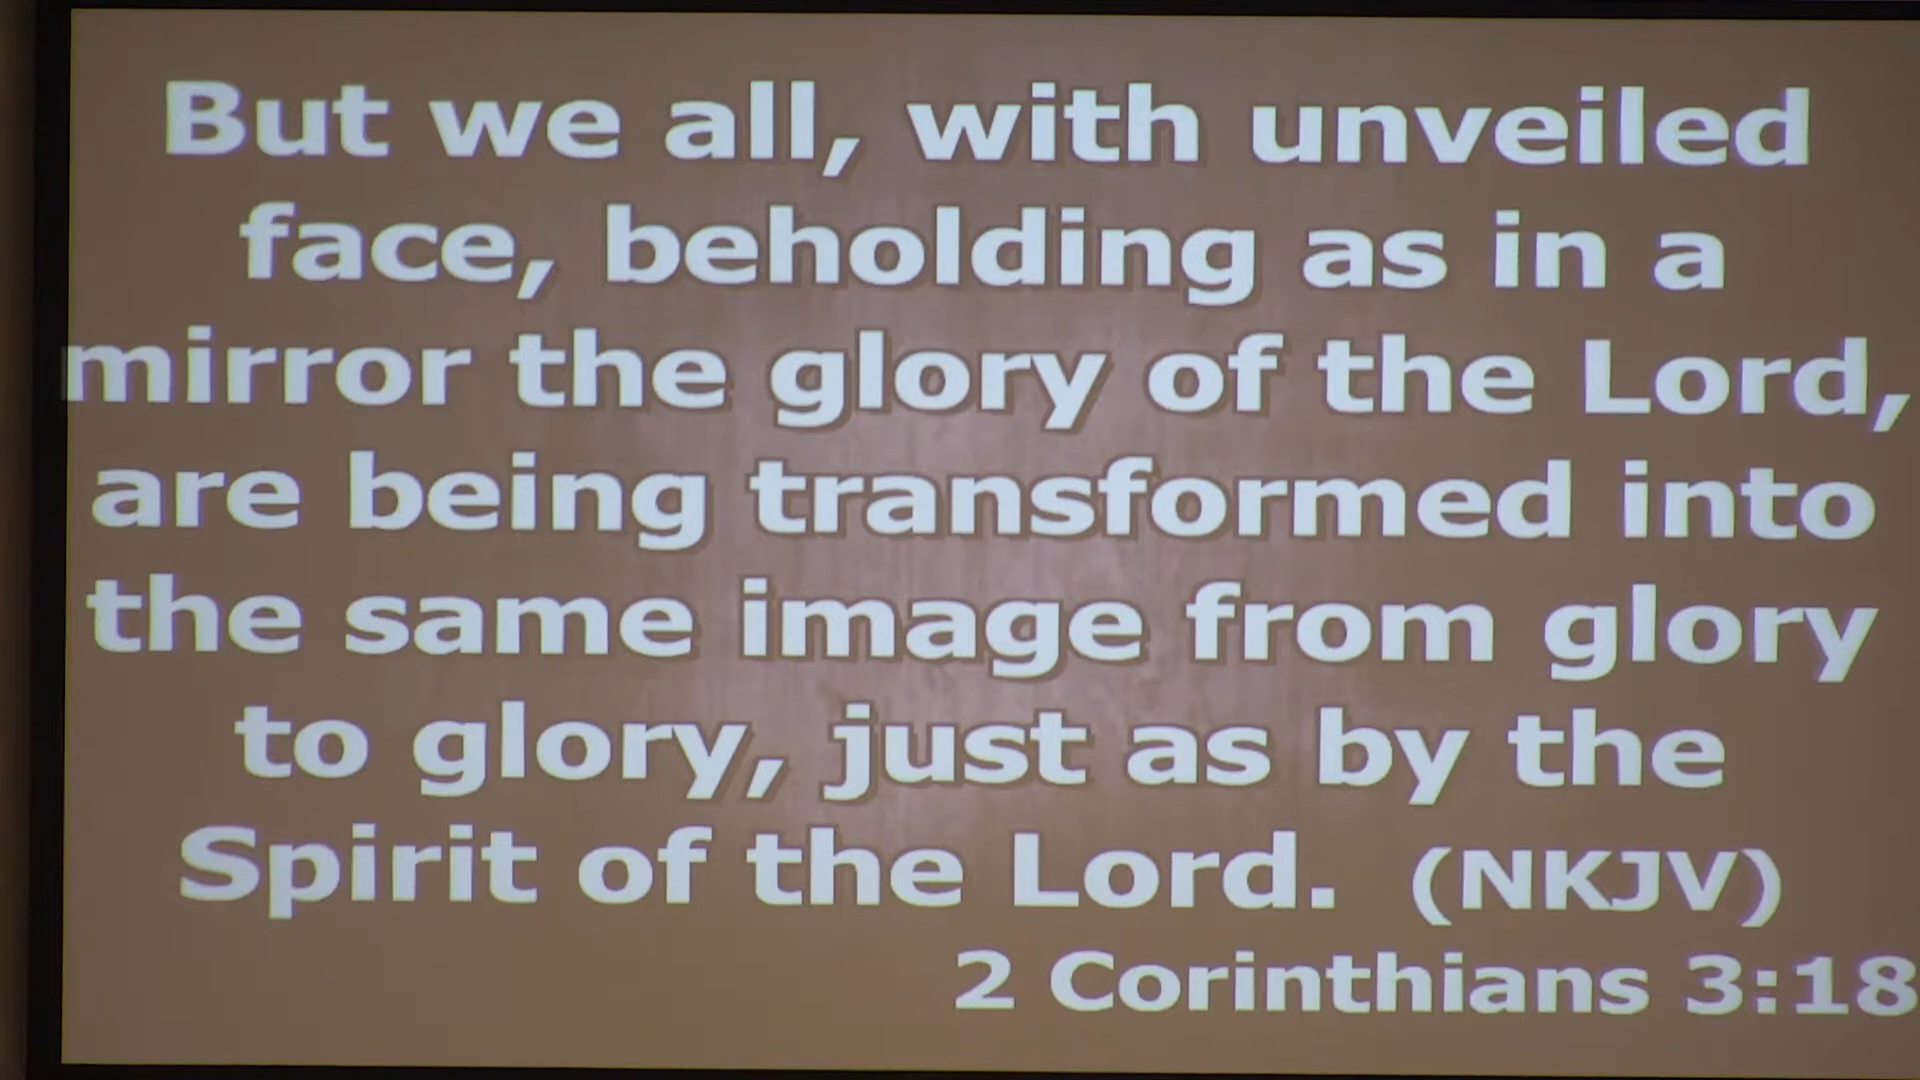 But we all, with unveiled
face, beholding as in a
mirror the glory of the Lord,
are being transformed into
the same image from glory
to glory, just as by the
Spirit of the Lord. (NKJV)
2 Corinthians 3:18